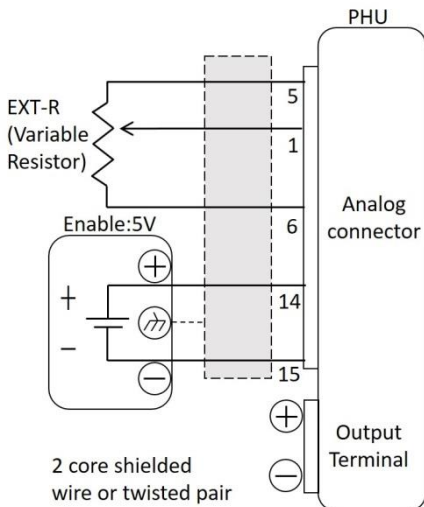 PHU
EXT-R
(Variable
Resistor)
5
1
6
Enable:5V
+
+
−
−
14
15
Analog
connector
+
−
Output
Terminal
2 core shielded
wire or twisted pair